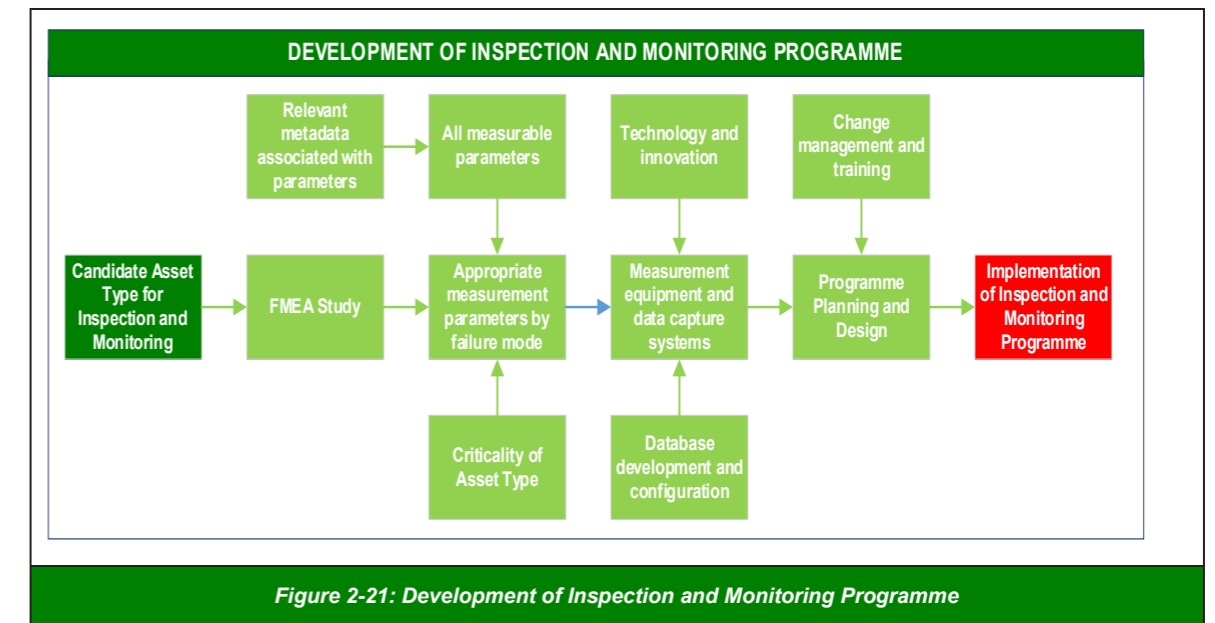 DEVELOPMENT OF INSPECTION AND MONITORING PROGRAMME
Relevant
metadata
associated with
parameters
All measurable
parameters
Technology and
innovation
Change
management and
training
Candidate Asset
Type for
Inspection and
Monitoring
FMEA Study
Appropriate
measurement
parameters by
failure mode
Measurement
equipment and
data capture
systems
Programme
Planning and
Design
Implementation
of Inspection and
Monitoring
Programme
Criticality of
Asset Type
Database
development and
configuration
Figure 2-21: Development of Inspection and Monitoring Programme